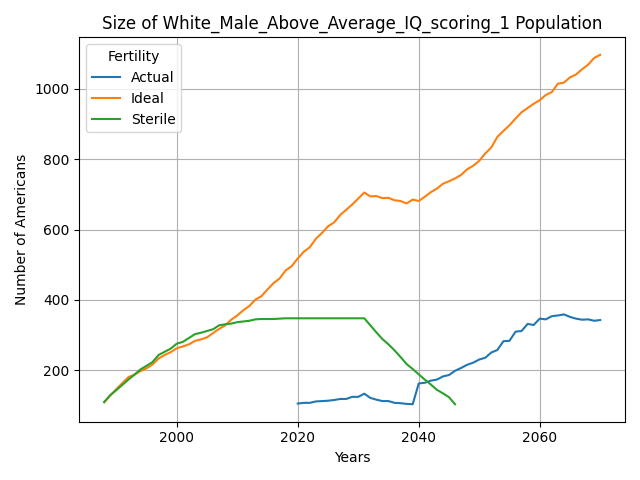 Size of White_Male_Above_Average_IQ_scoring_1 Population
Fertility
Actual
Ideal
Sterile
Number of Americans
1000
800
600
400
200
2000
2020
2040
2060
Years